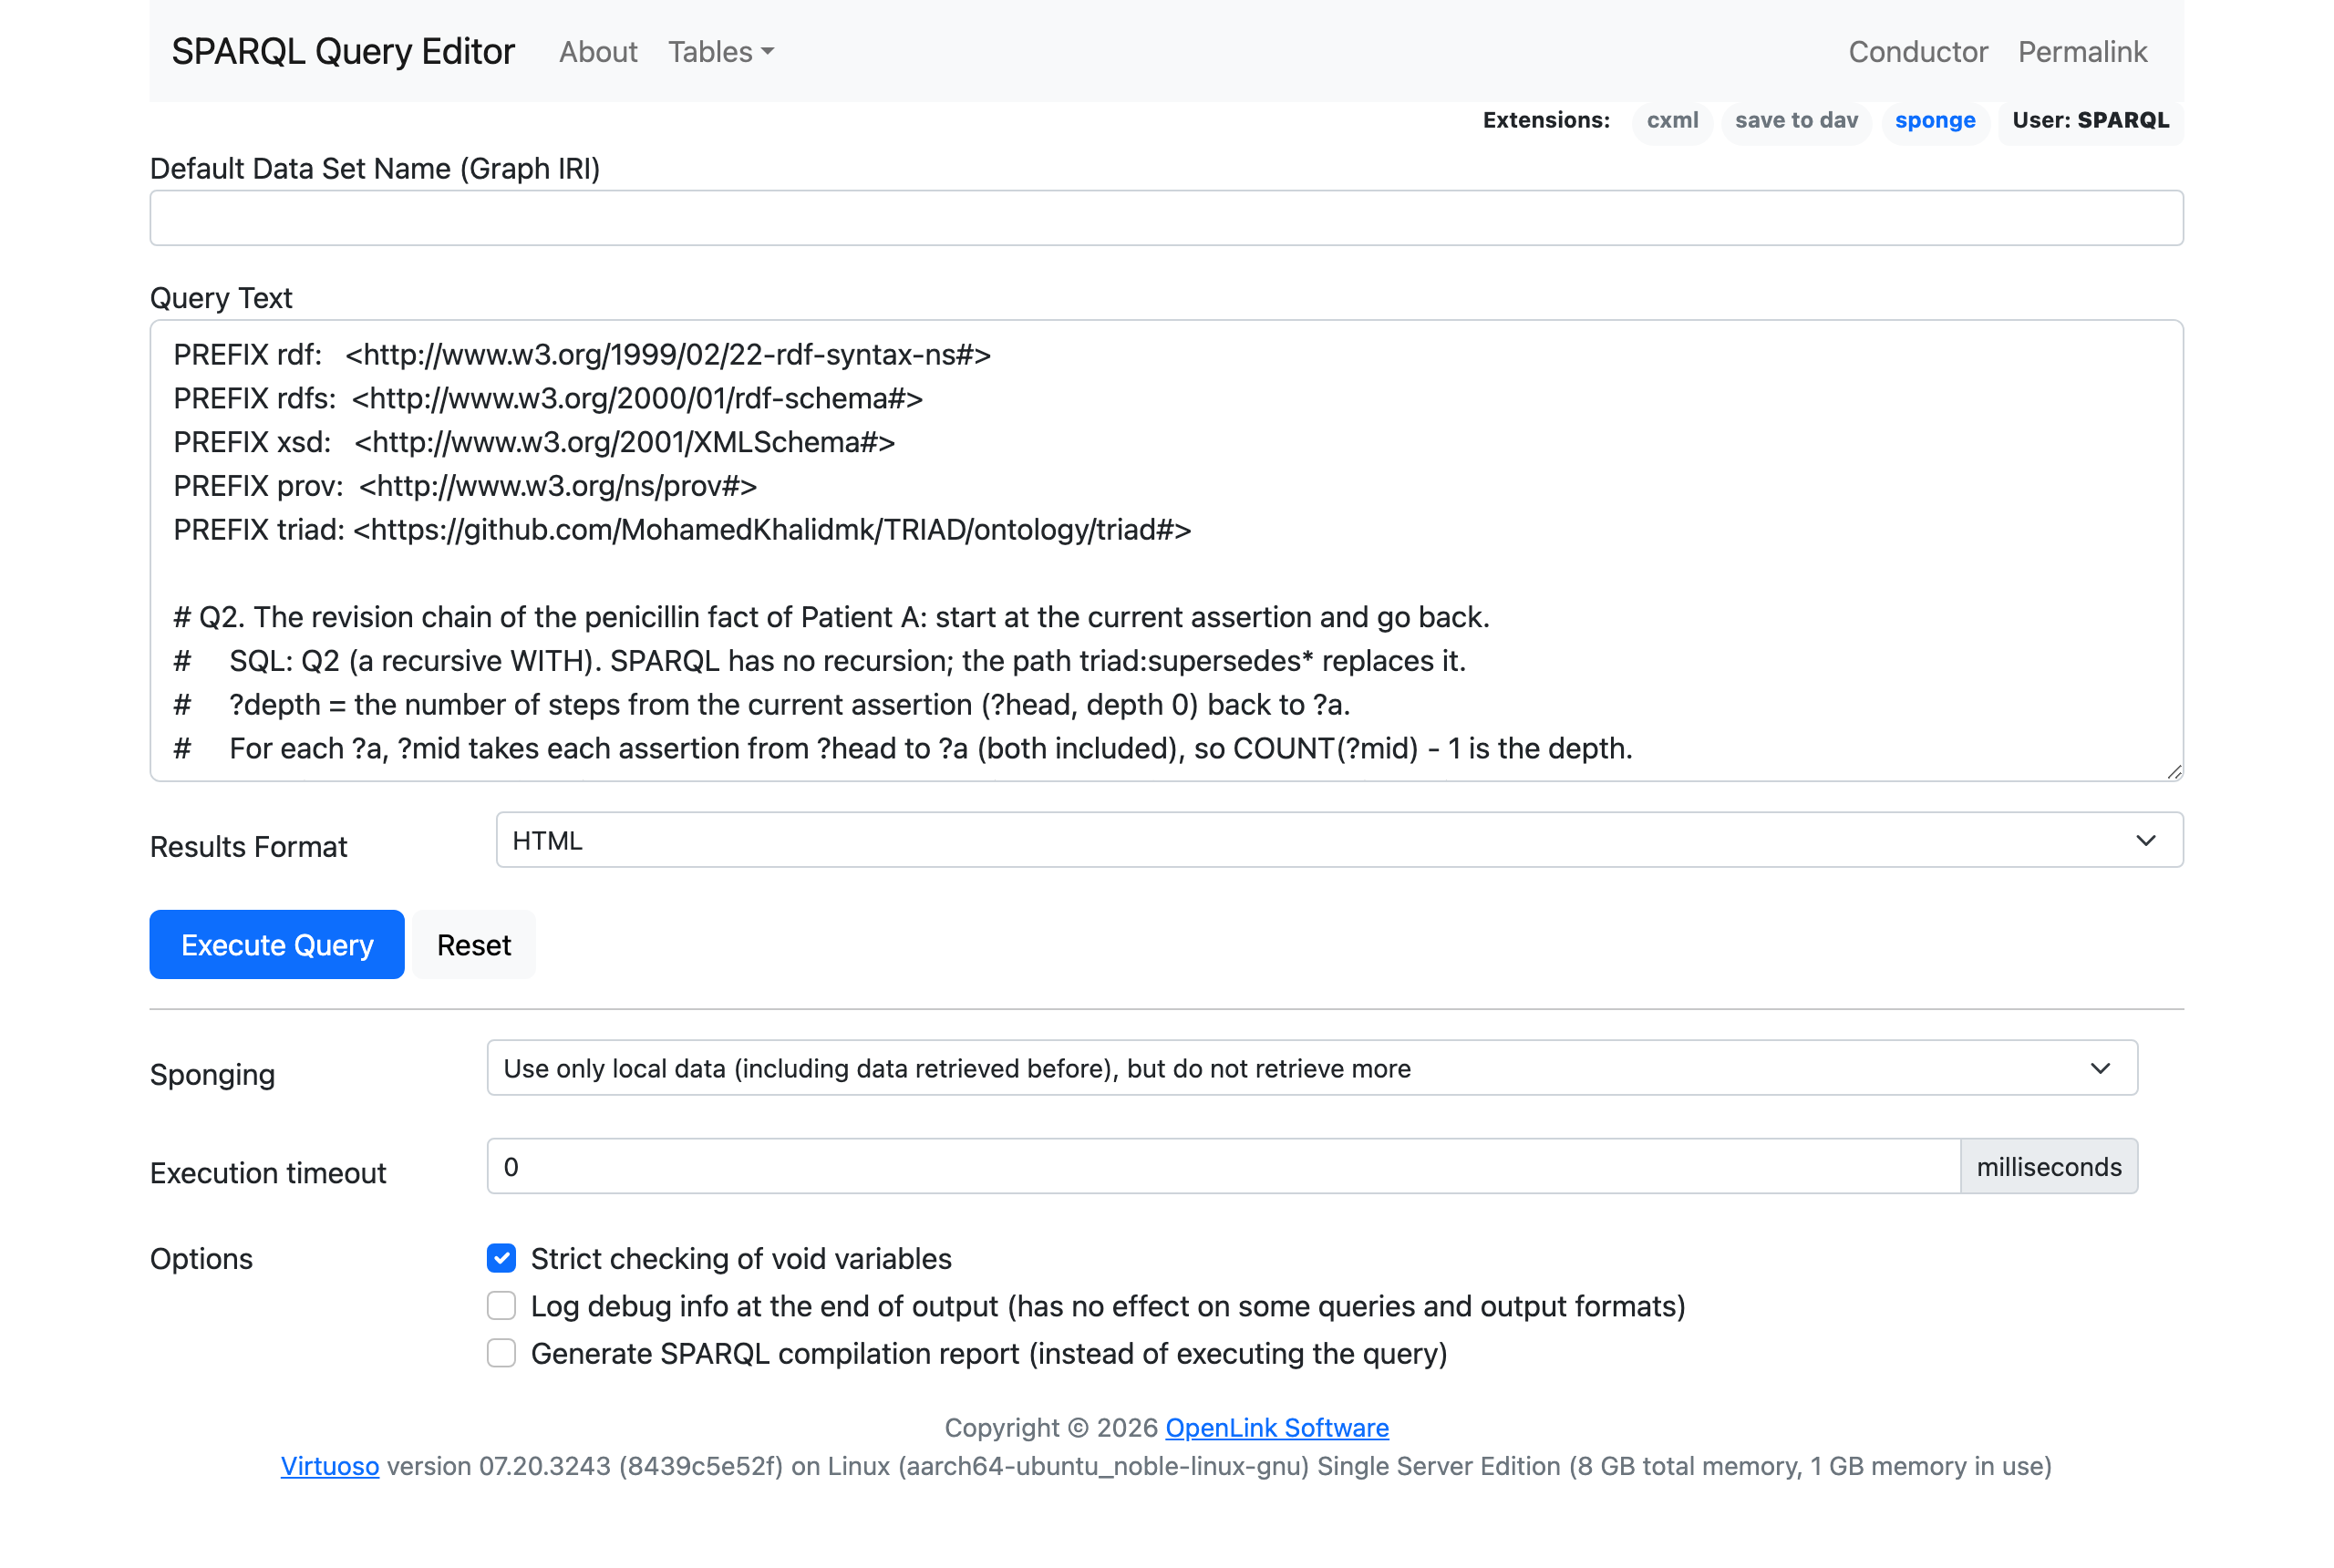 SPARQL Query Editor About Tables Conductor Permalink
Extensions: cxml save to dav sponge User: SPARQL
Default Data Set Name (Graph IRI)
Query Text
PREFIX rdf: <http://www.w3.org/1999/02/22-rdf-syntax-ns#>
PREFIX rdfs: <http://www.w3.org/2000/01/rdf-schema#>
PREFIX xsd: <http://www.w3.org/2001/XMLSchema#>
PREFIX prov: <http://www.w3.org/ns/prov#>
PREFIX triad: <https://github.com/MohamedKhalidmk/TRIAD/ontology/triad#>
# Q2. The revision chain of the penicillin fact of Patient A: start at the current assertion and go back.
# SQL: Q2 (a recursive WITH). SPARQL has no recursion; the path triad:supersedes* replaces it.
# ?depth = the number of steps from the current assertion (?head, depth 0) back to ?a.
# For each ?a, ?mid takes each assertion from ?head to ?a (both included), so COUNT(?mid) - 1 is the depth.
Results Format HTML
Execute Query Reset
Sponging Use only local data (including data retrieved before), but do not retrieve more
Execution timeout 0 milliseconds
Options Strict checking of void variables
Log debug info at the end of output (has no effect on some queries and output formats)
Generate SPARQL compilation report (instead of executing the query)
Copyright © 2026 OpenLink Software
Virtuoso version 07.20.3243 (8439c5e52f) on Linux (aarch64-ubuntu_noble-linux-gnu) Single Server Edition (8 GB total memory, 1 GB memory in use)